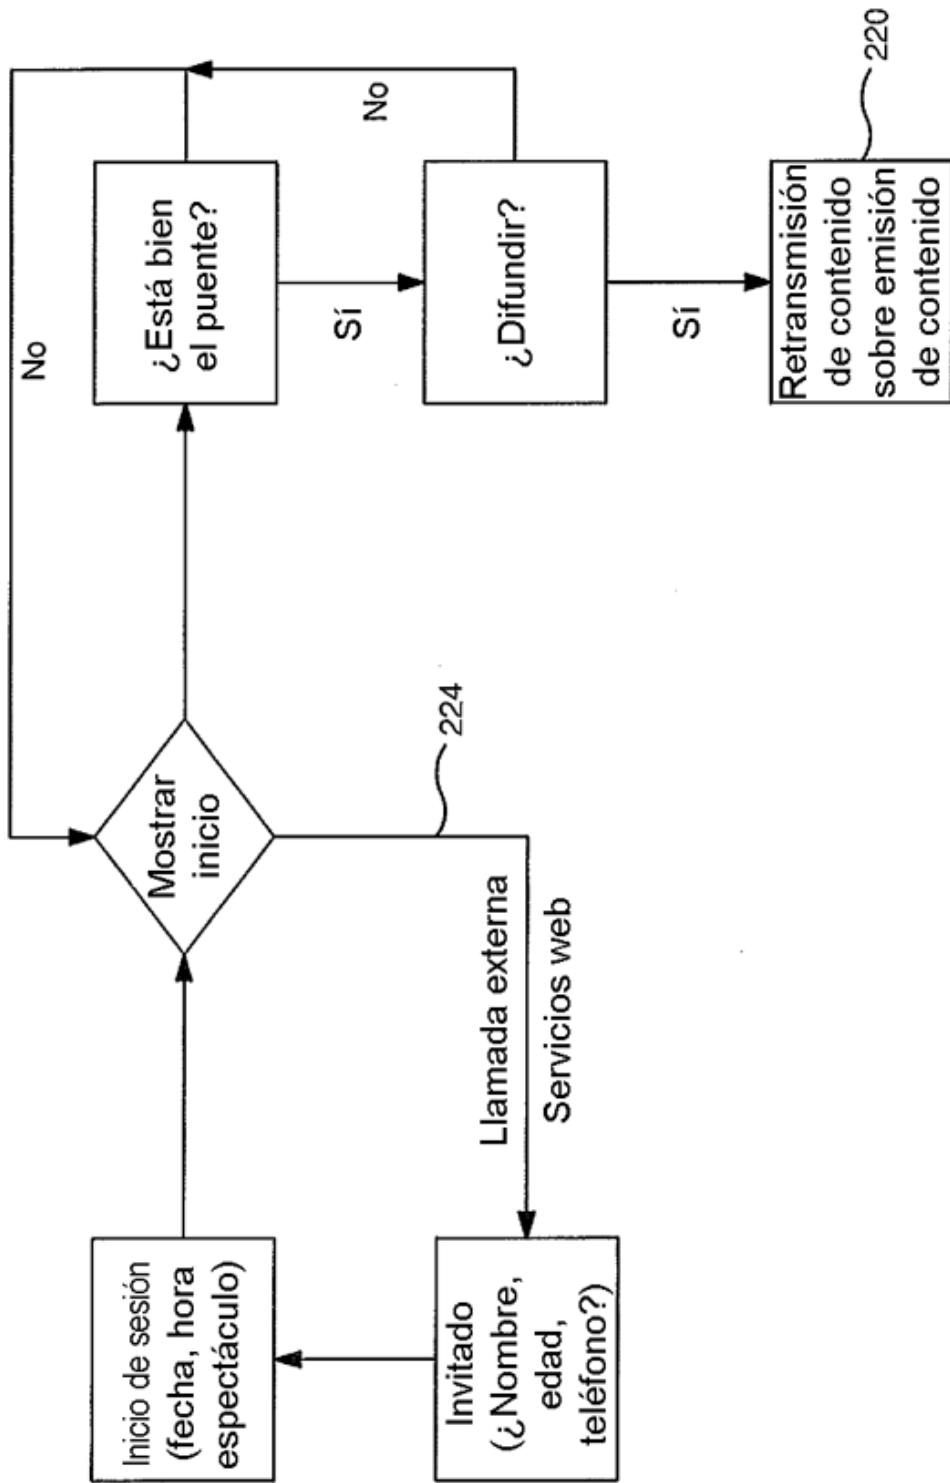 Inicio de sesión
(fecha, hora
espectáculo)
Mostrar
inicio
No
¿Está bien
el puente?
No
Sí
Invitado
(¿Nombre,
edad,
teléfono?)
Llamada externa
Servicios web
224
¿Difundir?
Sí
Retransmisión
de contenido
sobre emisión
de contenido
220